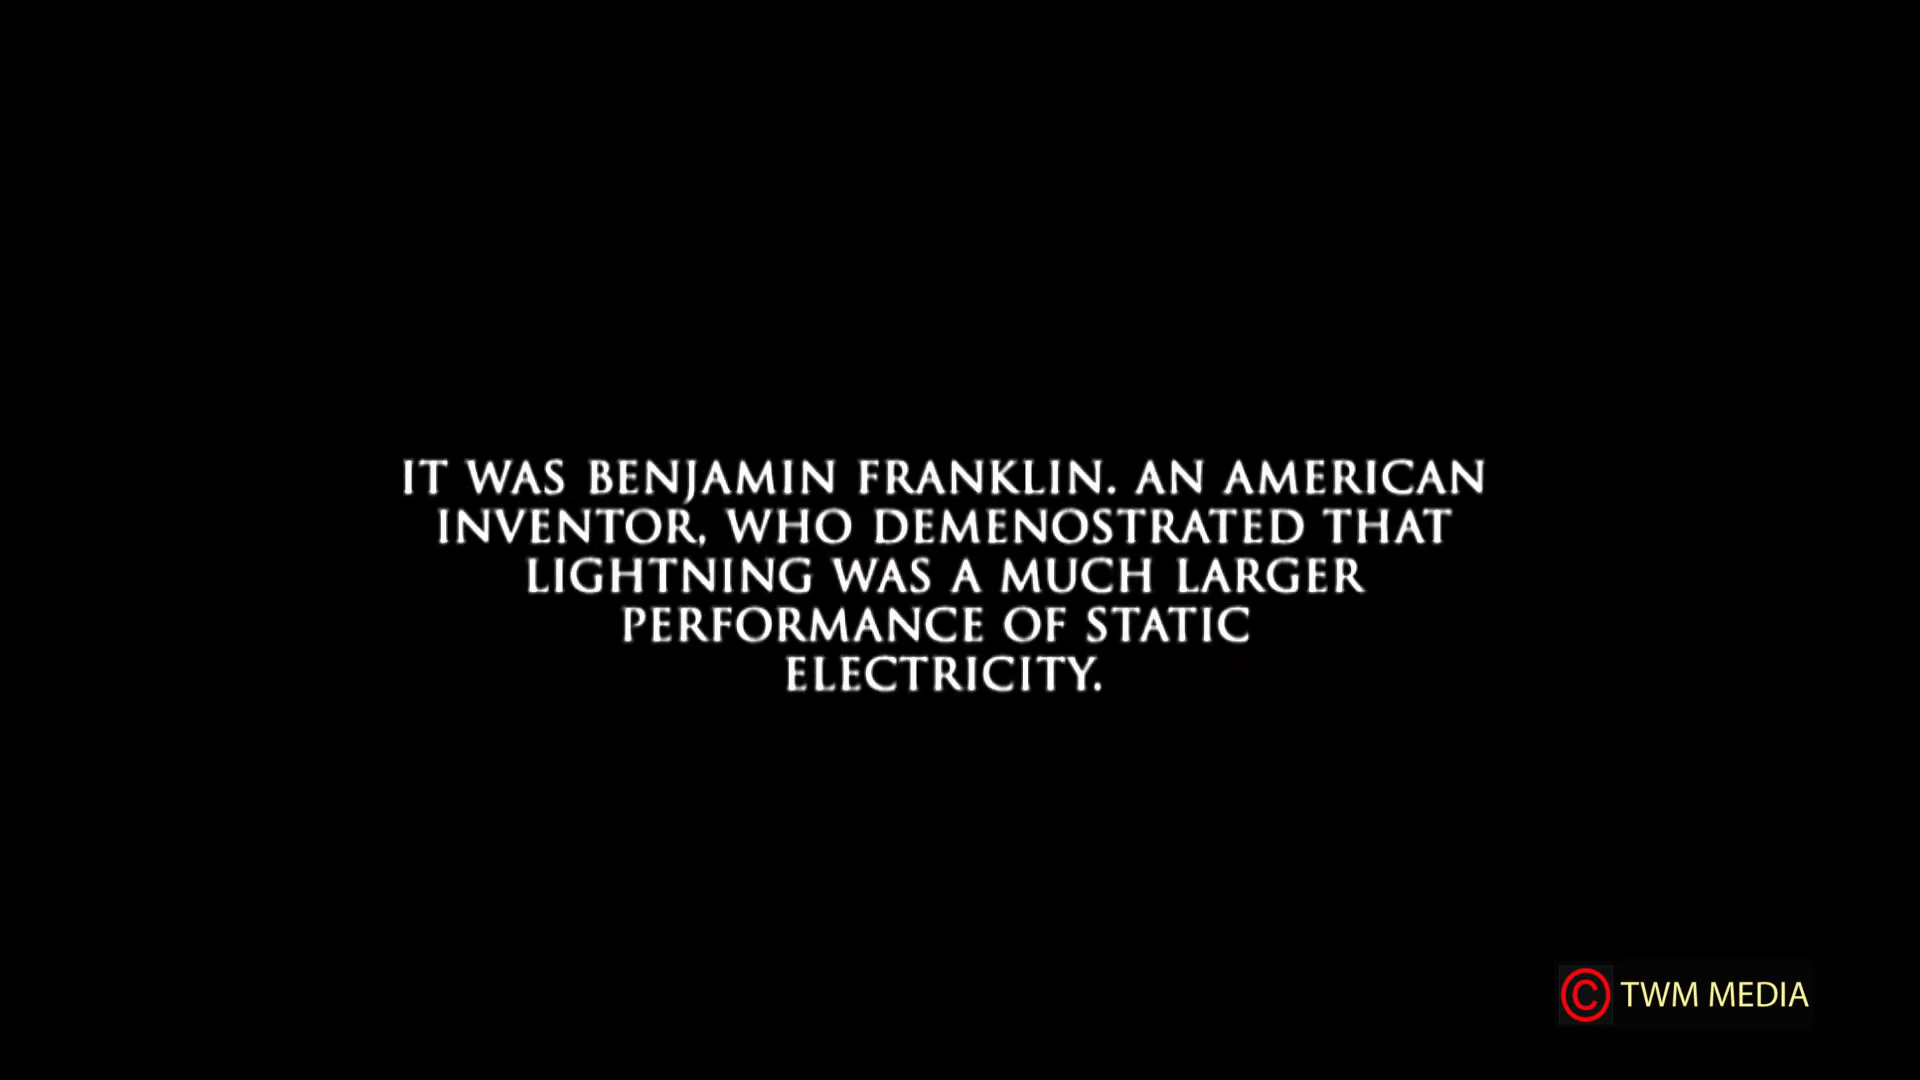 IT WAS BENJAMIN FRANKLIN. AN AMERICAN
INVENTOR, WHO DEMENOSTRATED THAT
LIGHTNING WAS A MUCH LARGER
PERFORMANCE OF STATIC
ELECTRICITY.
© TWM MEDIA